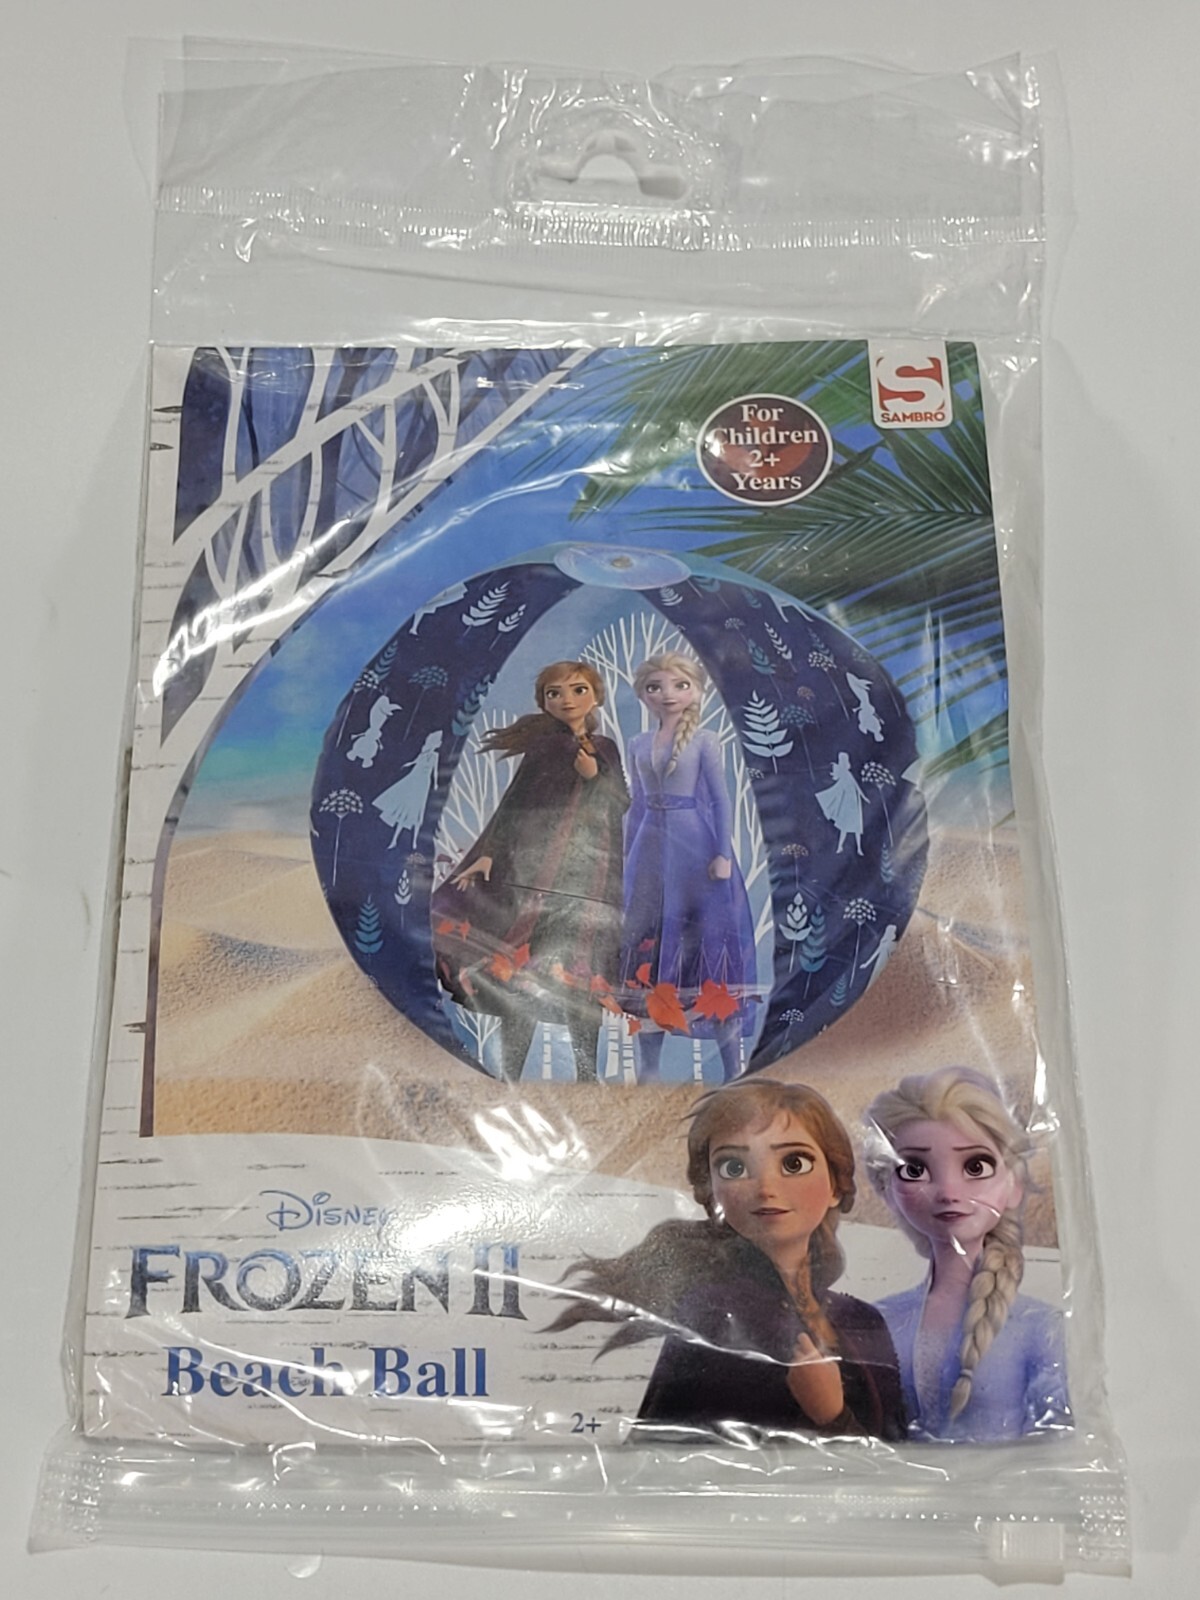 S
SAMBRO
For
Children
2+
Years
Disney
FROZEN II
Beach Ball
2+